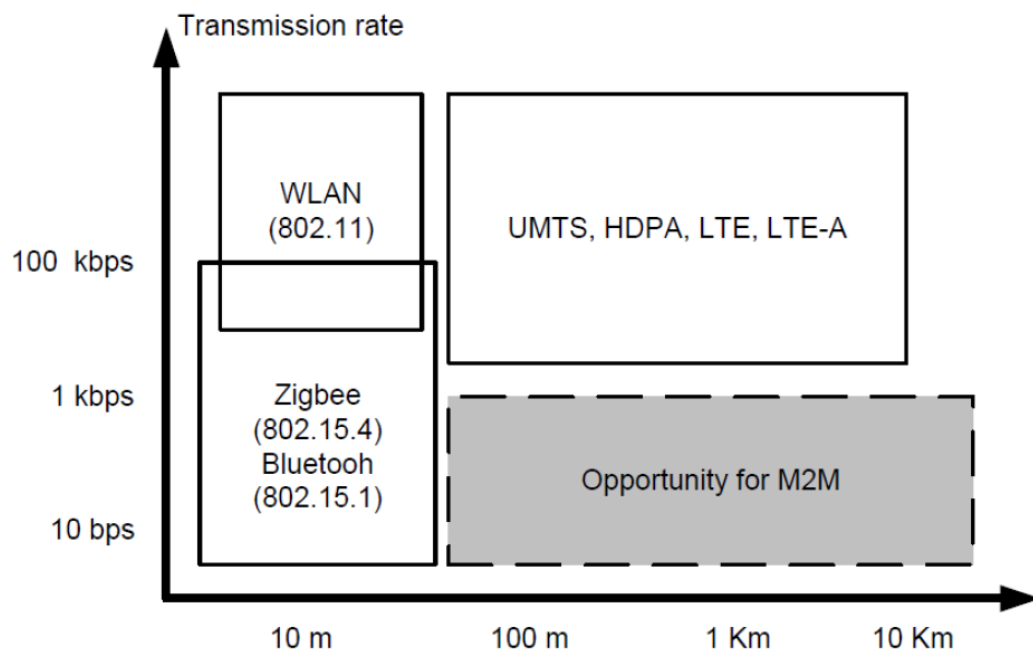 Transmission rate
WLAN
(802.11)
UMTS, HDPA, LTE, LTE-A
100 kbps
1 kbps
Zigbee
(802.15.4)
Bluetooh
(802.15.1)
Opportunity for M2M
10 bps
10 m
100 m
1 Km
10 Km